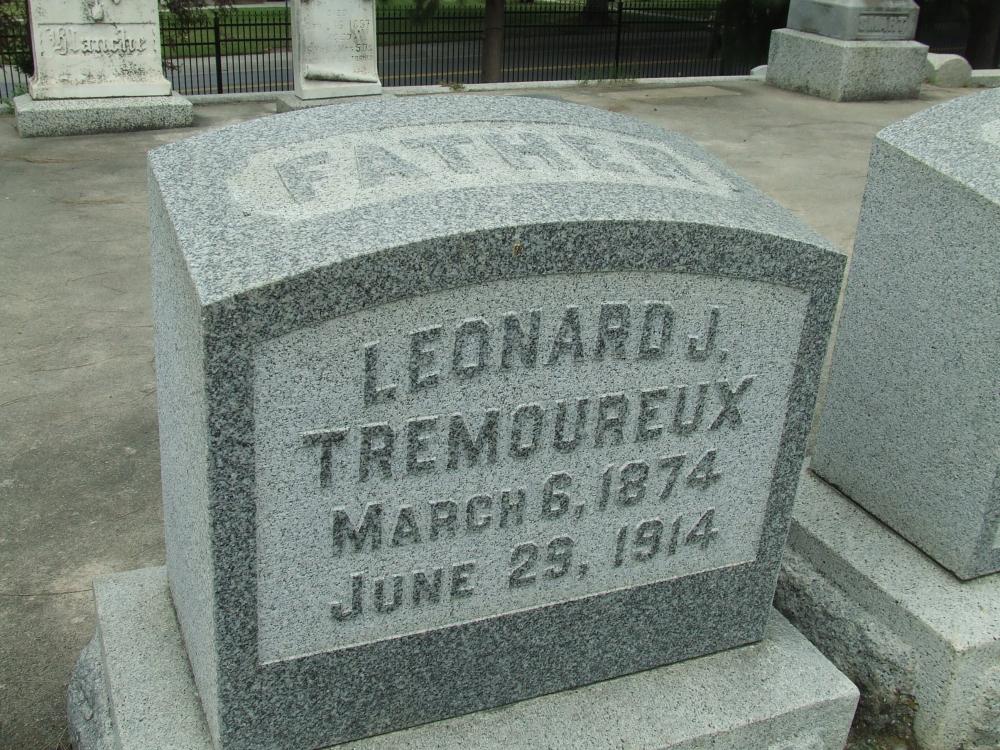 Blanche
FATHER
LEONARD J.
TREMOUREUX
MARCH 6, 1874
JUNE 29, 1914